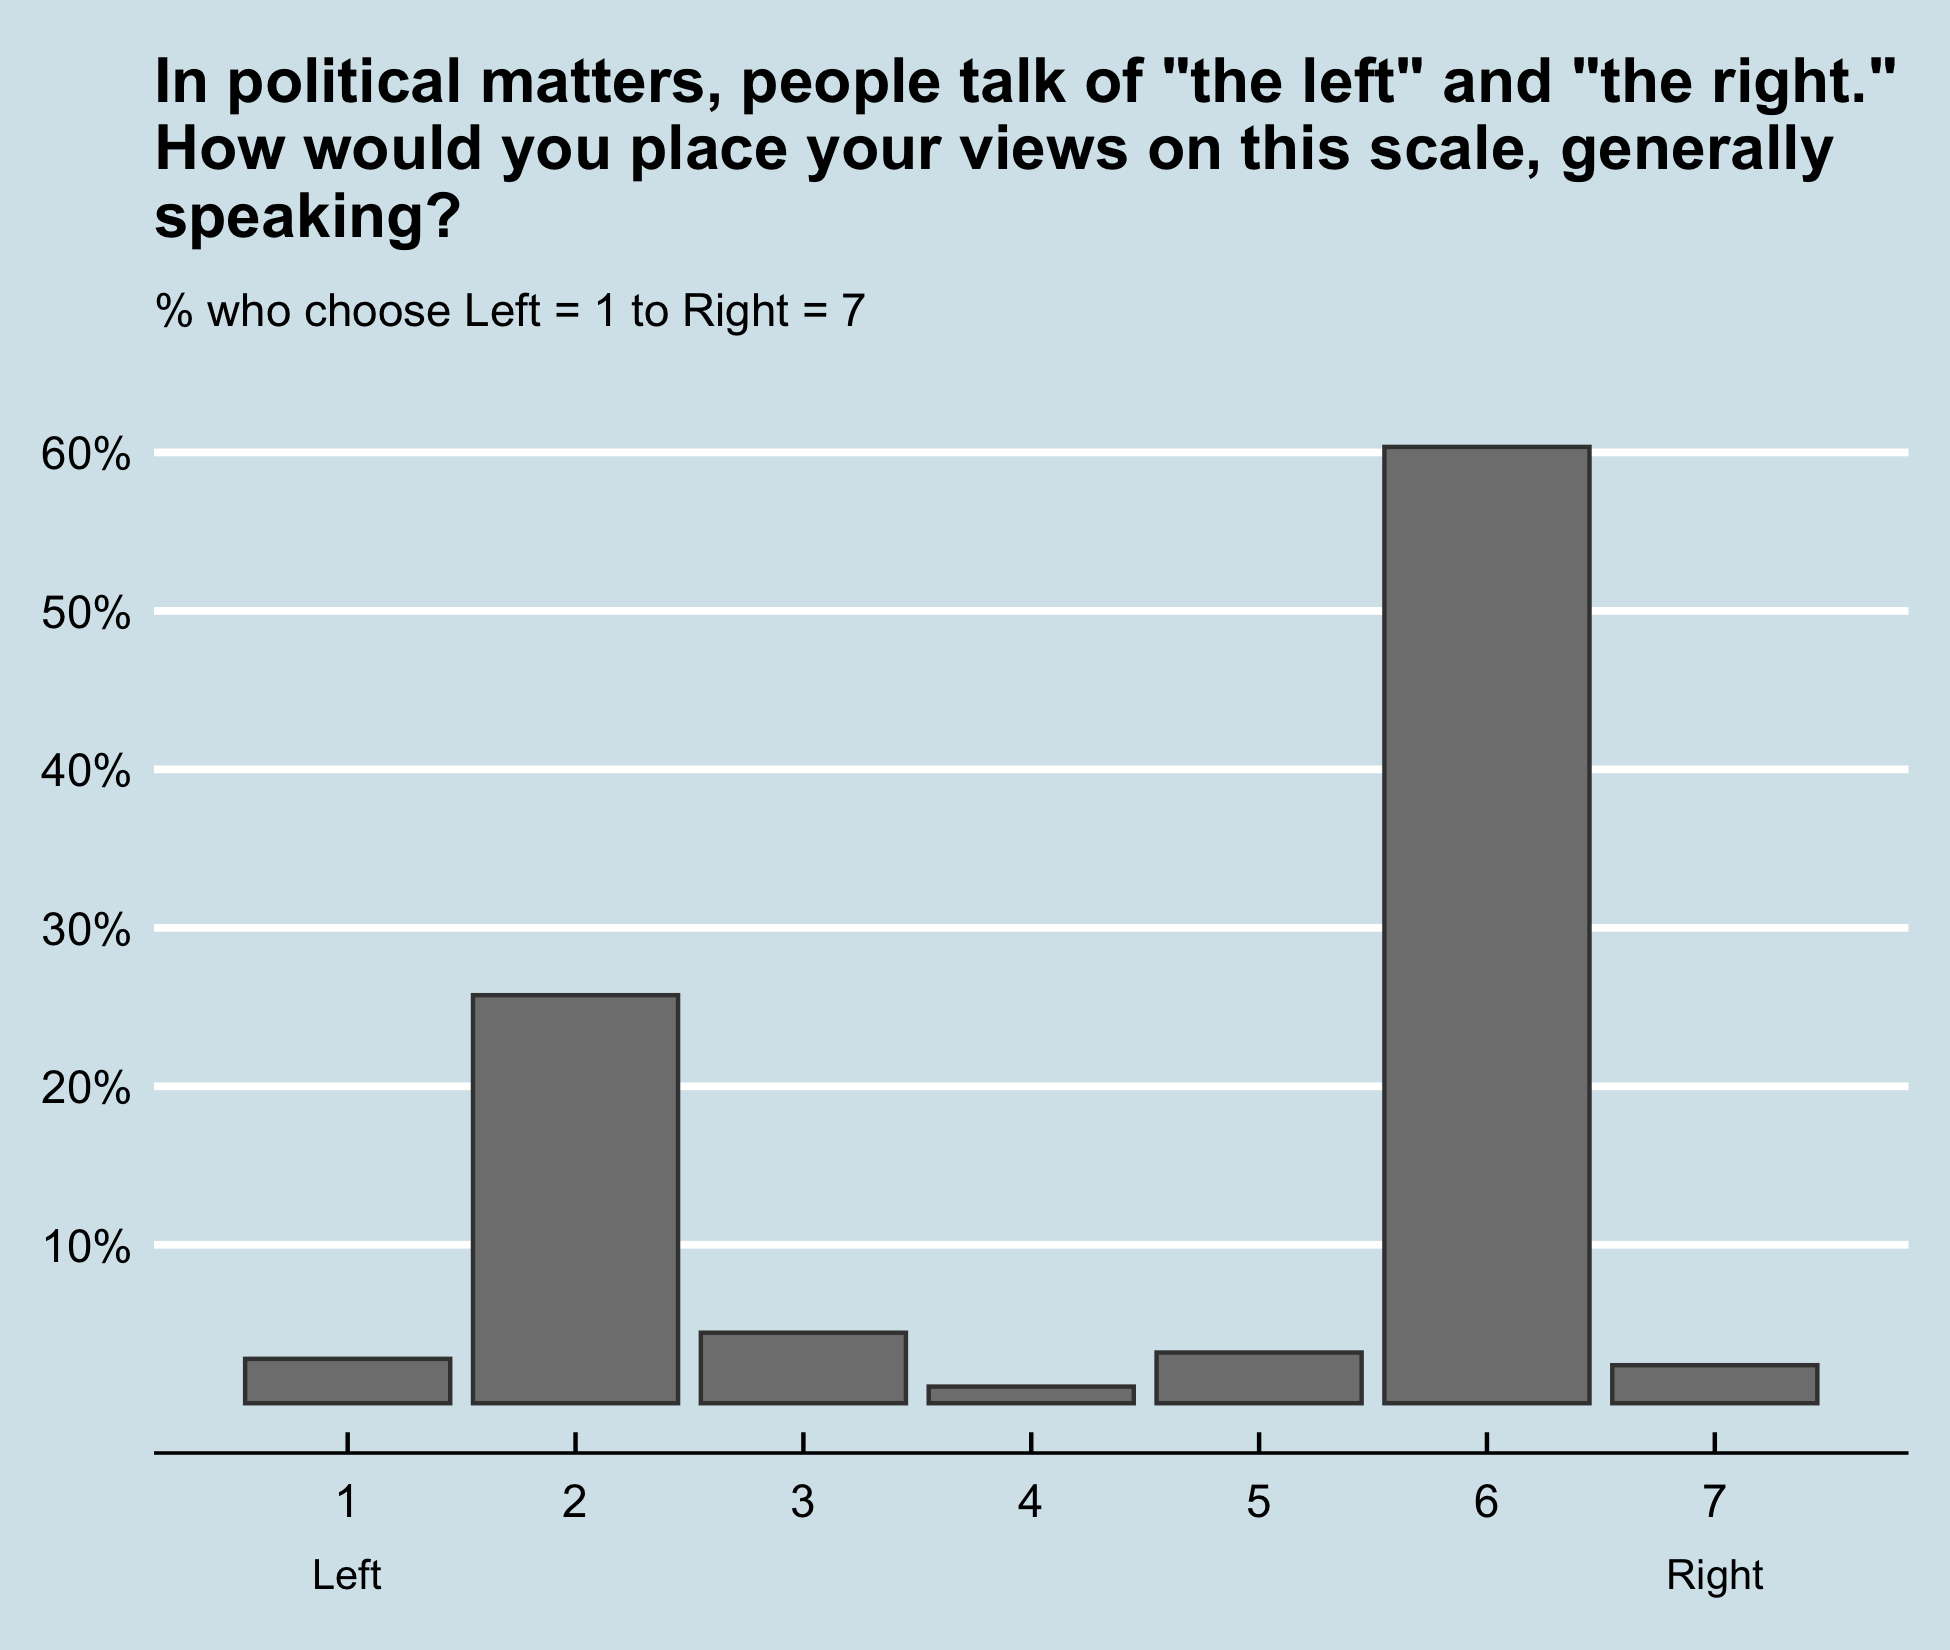 In political matters, people talk of "the left" and "the right."
How would you place your views on this scale, generally
speaking?
% who choose Left = 1 to Right = 7
60%
50%
40%
30%
20%
10%
1 2 3 4 5 6 7
Left Right